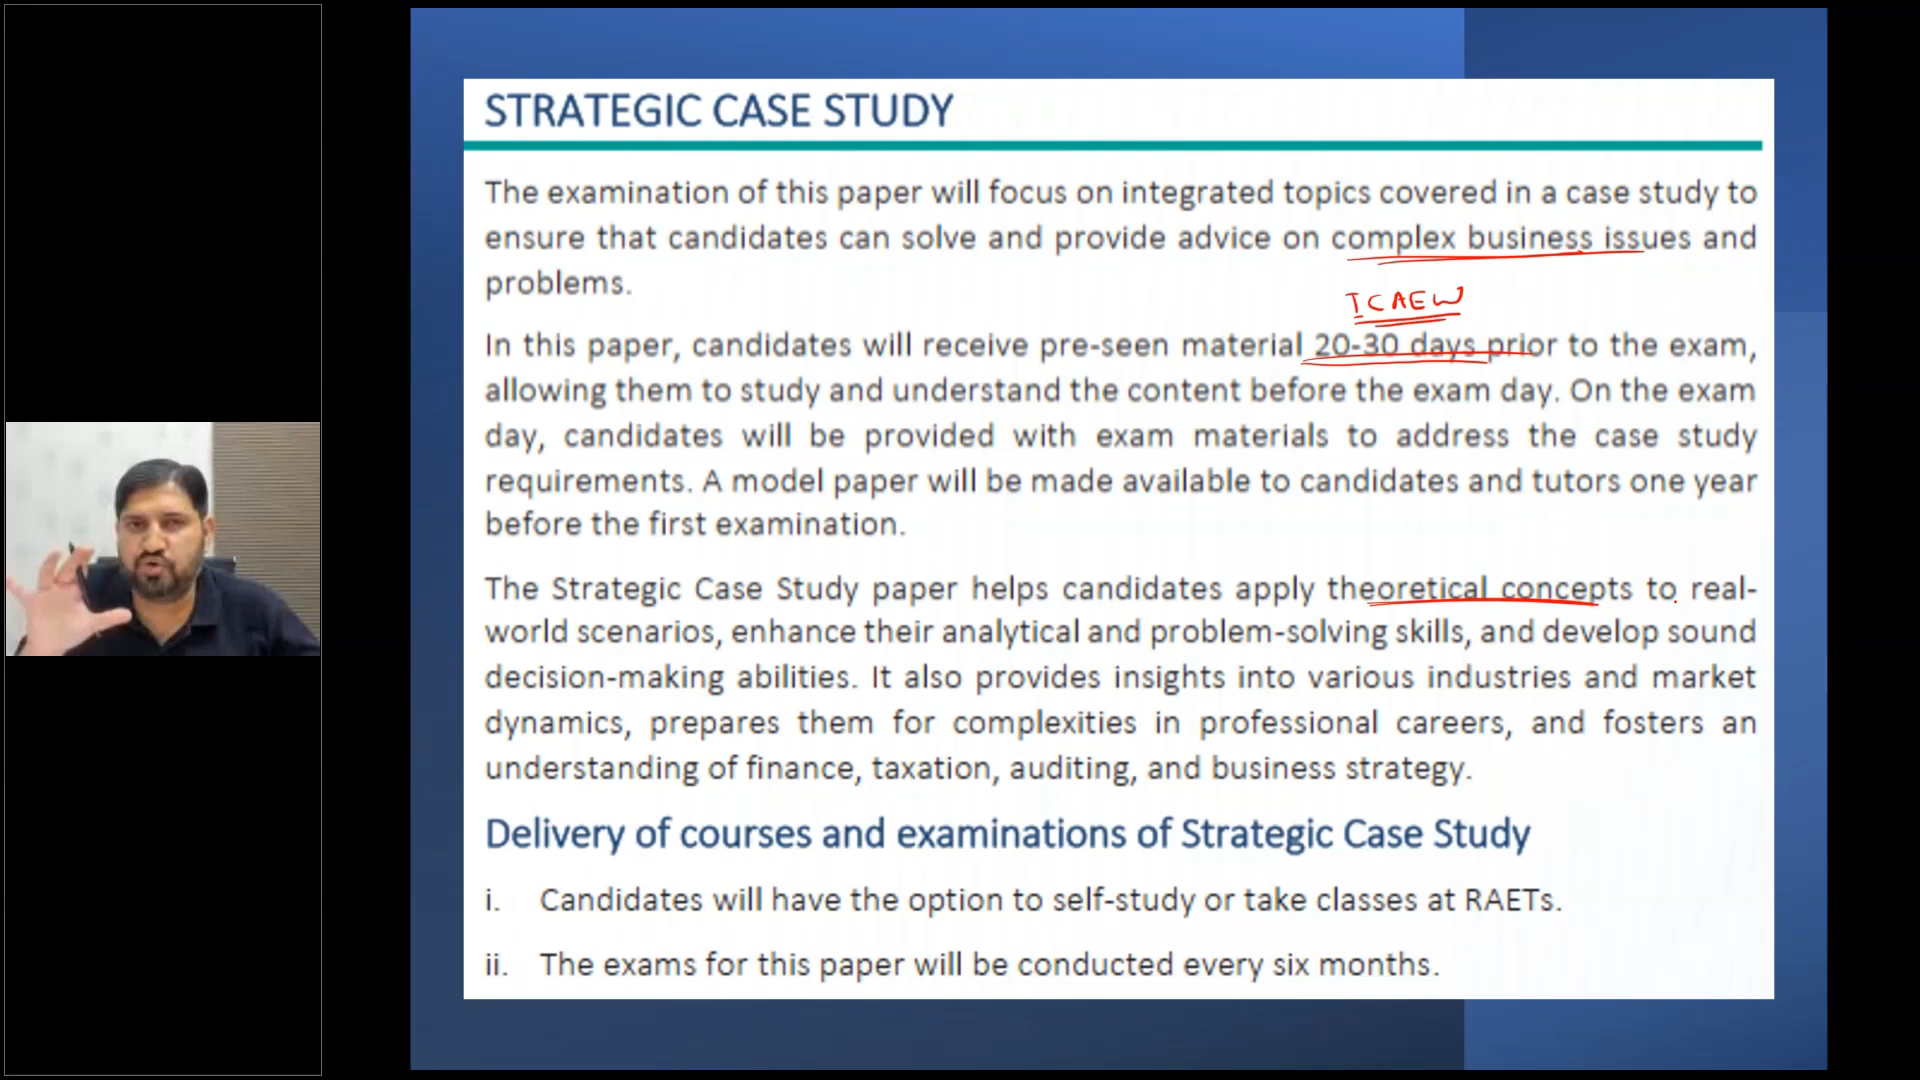 STRATEGIC CASE STUDY
The examination of this paper will focus on integrated topics covered in a case study to
ensure that candidates can solve and provide advice on complex business issues and
problems.
ICAEW
In this paper, candidates will receive pre-seen material 20-30 days prior to the exam,
allowing them to study and understand the content before the exam day. On the exam
day, candidates will be provided with exam materials to address the case study
requirements. A model paper will be made available to candidates and tutors one year
before the first examination.
The Strategic Case Study paper helps candidates apply theoretical concepts to real-
world scenarios, enhance their analytical and problem-solving skills, and develop sound
decision-making abilities. It also provides insights into various industries and market
dynamics, prepares them for complexities in professional careers, and fosters an
understanding of finance, taxation, auditing, and business strategy.
Delivery of courses and examinations of Strategic Case Study
i. Candidates will have the option to self-study or take classes at RAETs.
ii. The exams for this paper will be conducted every six months.